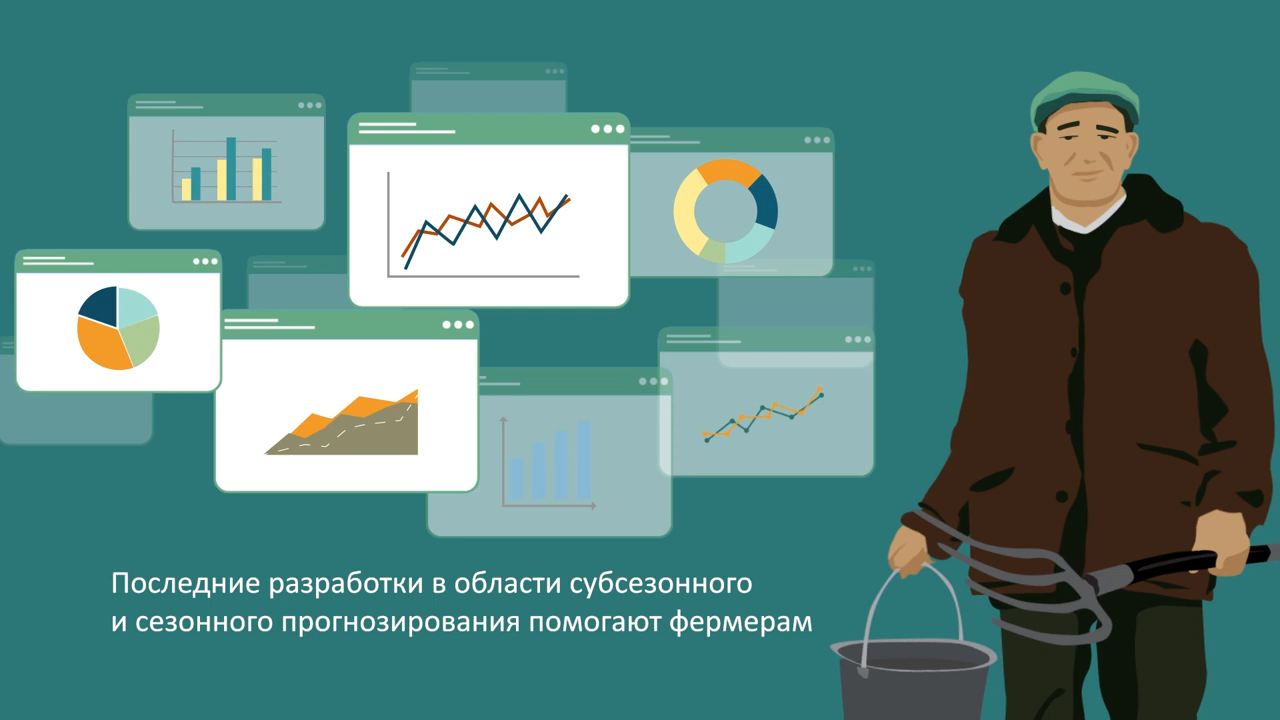 Последние разработки в области субсезонного
и сезонного прогнозирования помогают фермерам